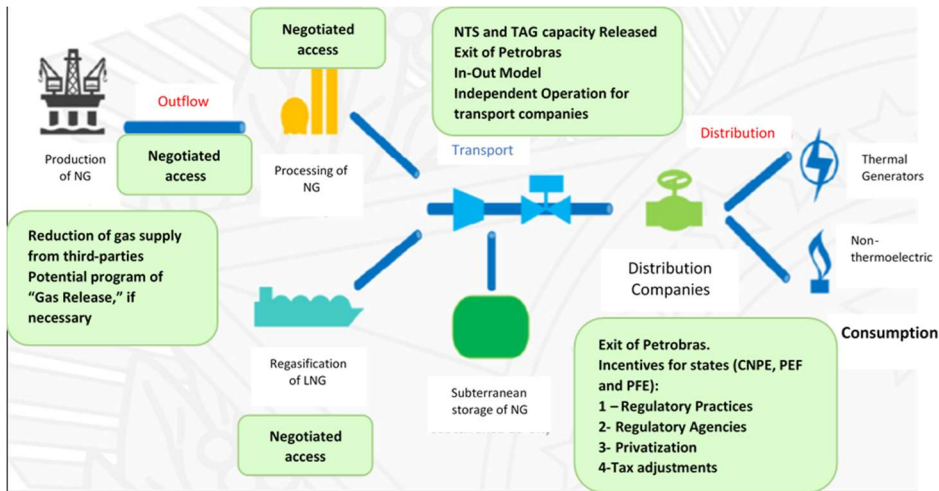 Negotiated
access
NTS and TAG capacity Released
Exit of Petrobras
In-Out Model
Independent Operation for
transport companies
Outflow
Production
of NG
Negotiated
access
Processing of
NG
Transport
Distribution
Thermal
Generators
Reduction of gas supply
from third-parties
Potential program of
“Gas Release,” if
necessary
Non-
thermoelectric
Distribution
Companies
Consumption
Regasification
of LNG
Subterranean
storage of NG
Negotiated
access
Exit of Petrobras.
Incentives for states (CNPE, PEF
and PFE):
1 – Regulatory Practices
2- Regulatory Agencies
3- Privatization
4-Tax adjustments